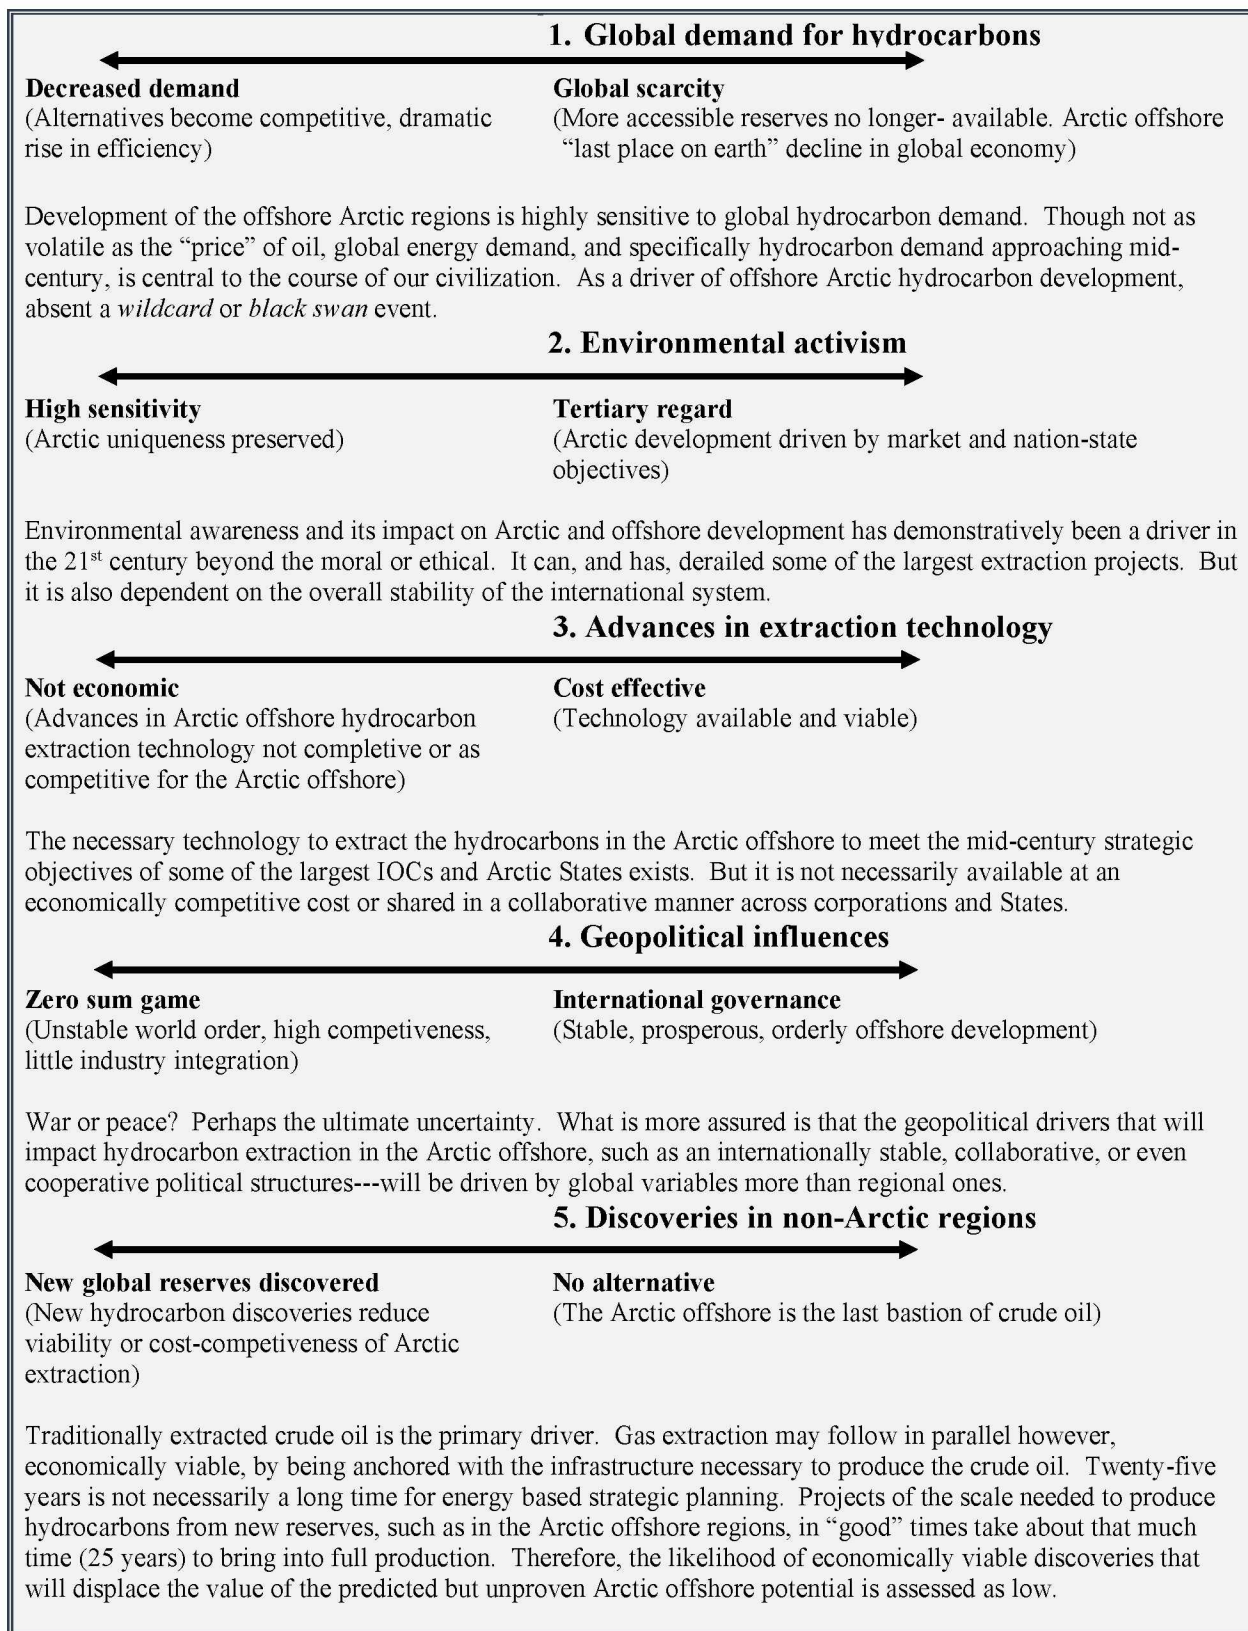 1. Global demand for hydrocarbons
Decreased demand
(Alternatives become competitive, dramatic
rise in efficiency)
Global scarcity
(More accessible reserves no longer- available. Arctic offshore
“last place on earth” decline in global economy)
Development of the offshore Arctic regions is highly sensitive to global hydrocarbon demand. Though not as
volatile as the “price” of oil, global energy demand, and specifically hydrocarbon demand approaching mid-
century, is central to the course of our civilization. As a driver of offshore Arctic hydrocarbon development,
absent a wildcard or black swan event.
2. Environmental activism
High sensitivity
(Arctic uniqueness preserved)
Tertiary regard
(Arctic development driven by market and nation-state
objectives)
Environmental awareness and its impact on Arctic and offshore development has demonstratively been a driver in
the 21st century beyond the moral or ethical. It can, and has, derailed some of the largest extraction projects. But
it is also dependent on the overall stability of the international system.
3. Advances in extraction technology
Not economic
(Advances in Arctic offshore hydrocarbon
extraction technology not completive or as
competitive for the Arctic offshore)
Cost effective
(Technology available and viable)
The necessary technology to extract the hydrocarbons in the Arctic offshore to meet the mid-century strategic
objectives of some of the largest IOCs and Arctic States exists. But it is not necessarily available at an
economically competitive cost or shared in a collaborative manner across corporations and States.
4. Geopolitical influences
Zero sum game
(Unstable world order, high competiveness,
little industry integration)
International governance
(Stable, prosperous, orderly offshore development)
War or peace? Perhaps the ultimate uncertainty. What is more assured is that the geopolitical drivers that will
impact hydrocarbon extraction in the Arctic offshore, such as an internationally stable, collaborative, or even
cooperative political structures---will be driven by global variables more than regional ones.
5. Discoveries in non-Arctic regions
New global reserves discovered
(New hydrocarbon discoveries reduce
viability or cost-competiveness of Arctic
extraction)
No alternative
(The Arctic offshore is the last bastion of crude oil)
Traditionally extracted crude oil is the primary driver. Gas extraction may follow in parallel however,
economically viable, by being anchored with the infrastructure necessary to produce the crude oil. Twenty-five
years is not necessarily a long time for energy based strategic planning. Projects of the scale needed to produce
hydrocarbons from new reserves, such as in the Arctic offshore regions, in “good” times take about that much
time (25 years) to bring into full production. Therefore, the likelihood of economically viable discoveries that
will displace the value of the predicted but unproven Arctic offshore potential is assessed as low.